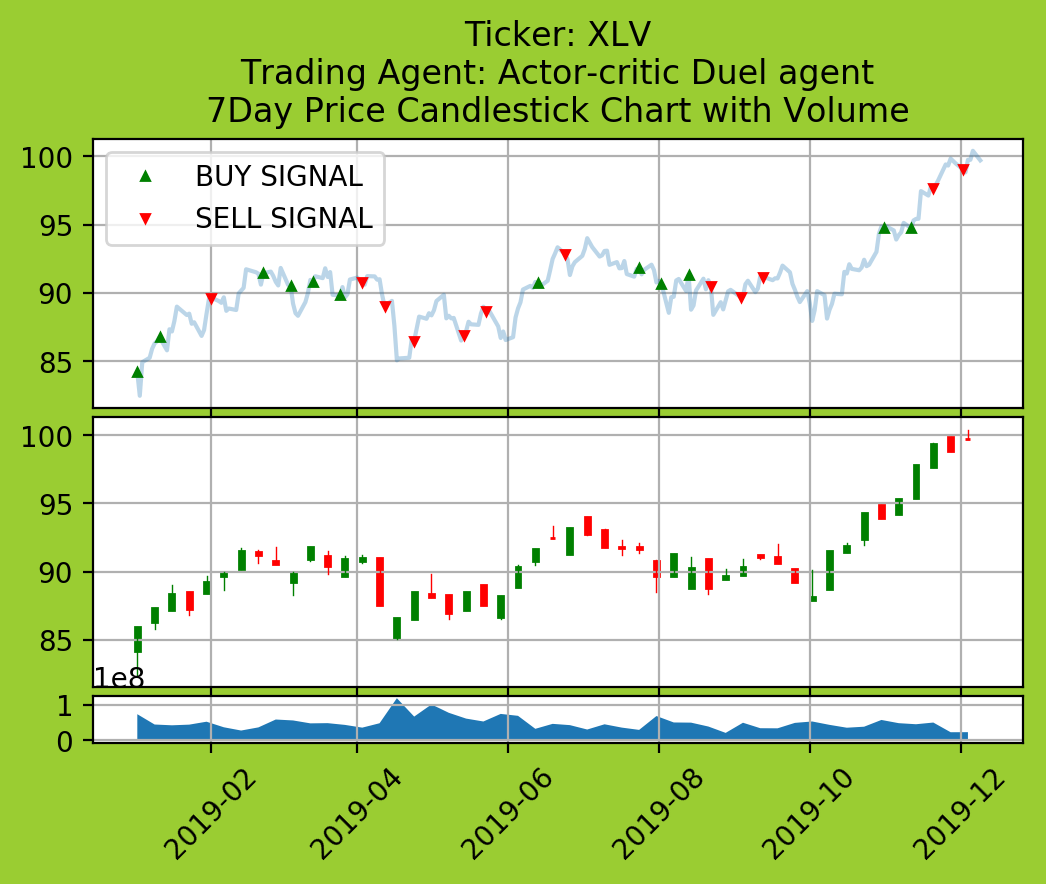 Ticker: XLV
Trading Agent: Actor-critic Duel agent
7Day Price Candlestick Chart with Volume
BUY SIGNAL
SELL SIGNAL
100
95
90
85
100
95
90
85
1e8
1
0
2019-02
2019-04
2019-06
2019-08
2019-10
2019-12